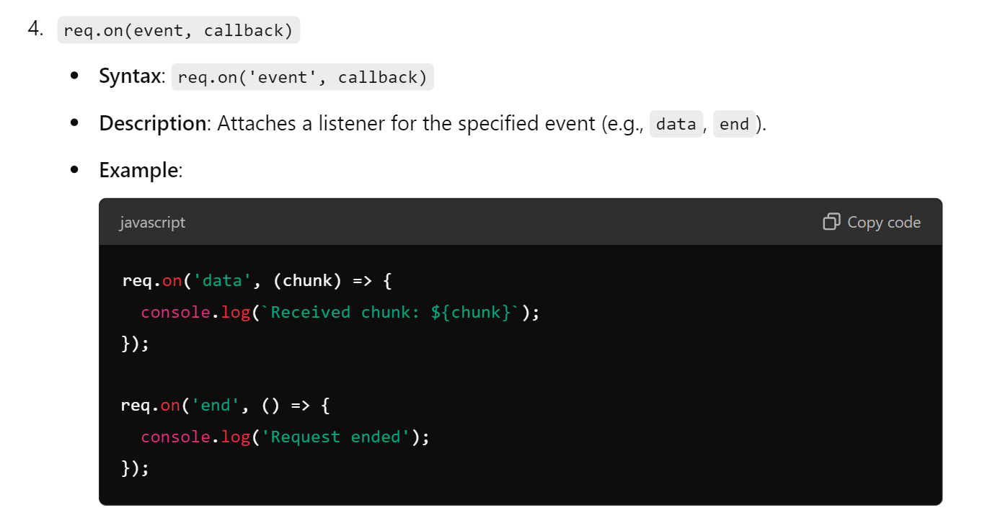 4. req.on(event, callback)
• Syntax: req.on('event', callback)
• Description: Attaches a listener for the specified event (e.g., data, end).
• Example:
javascript Copy code
req.on('data', (chunk) => {
  console.log(`Received chunk: ${chunk}`);
});
req.on('end', () => {
  console.log('Request ended');
});